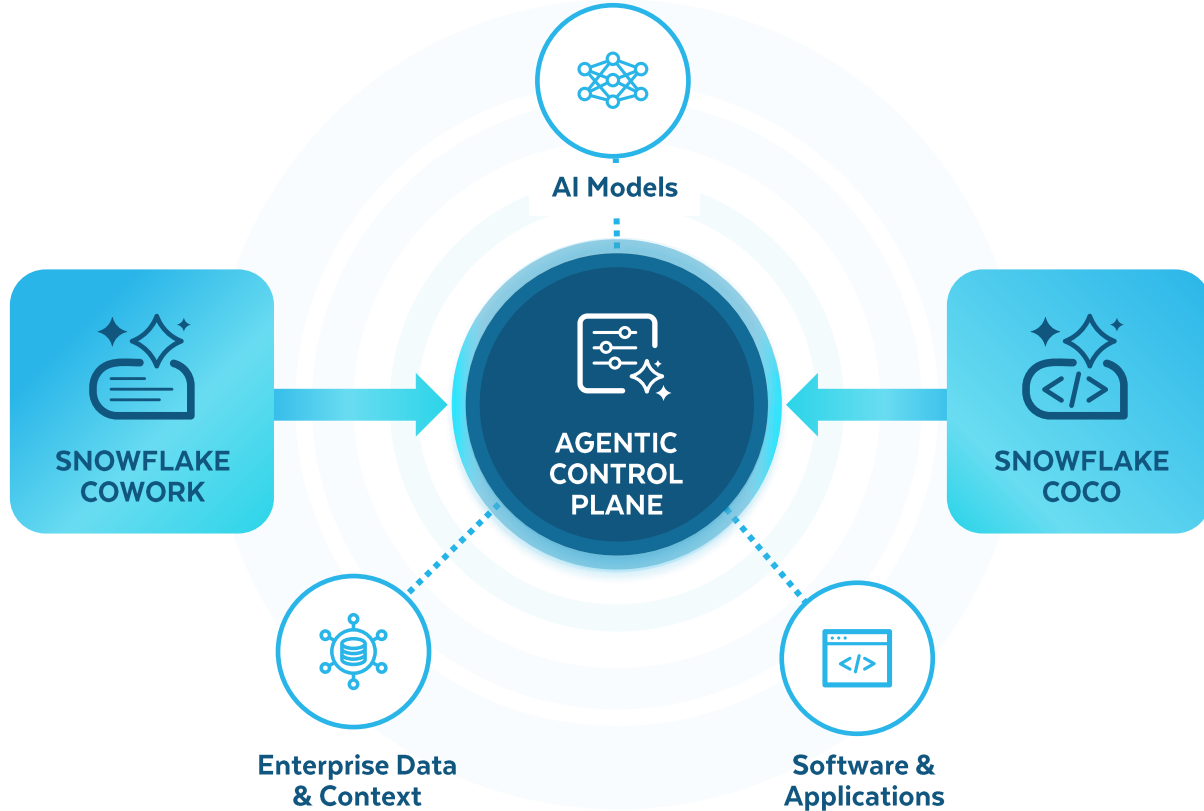 AI Models
SNOWFLAKE
COWORK
AGENTIC
CONTROL
PLANE
SNOWFLAKE
COCO
Enterprise Data
& Context
Software &
Applications